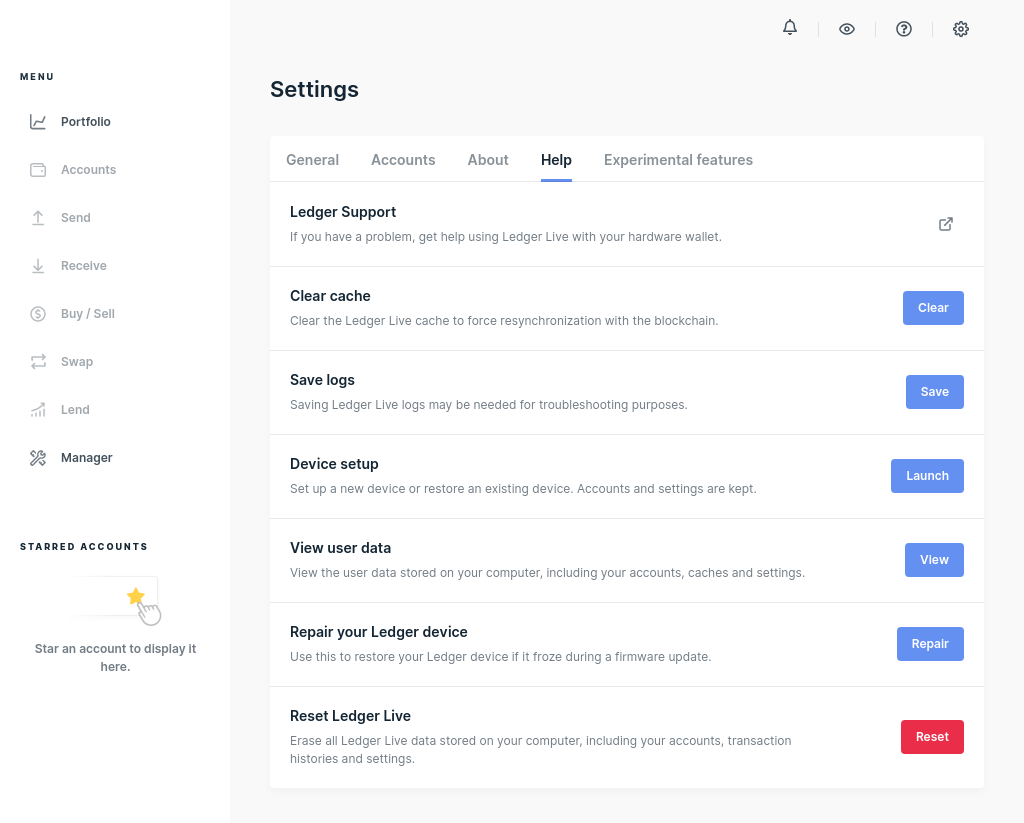 MENU
Portfolio
Accounts
Send
Receive
Buy / Sell
Swap
Lend
Manager
STARRED ACCOUNTS
Star an account to display it
here.
Settings
General Accounts About Help Experimental features
Ledger Support
If you have a problem, get help using Ledger Live with your hardware wallet.
Clear cache
Clear the Ledger Live cache to force resynchronization with the blockchain.
Clear
Save logs
Saving Ledger Live logs may be needed for troubleshooting purposes.
Save
Device setup
Set up a new device or restore an existing device. Accounts and settings are kept.
Launch
View user data
View the user data stored on your computer, including your accounts, caches and settings.
View
Repair your Ledger device
Use this to restore your Ledger device if it froze during a firmware update.
Repair
Reset Ledger Live
Erase all Ledger Live data stored on your computer, including your accounts, transaction
histories and settings.
Reset